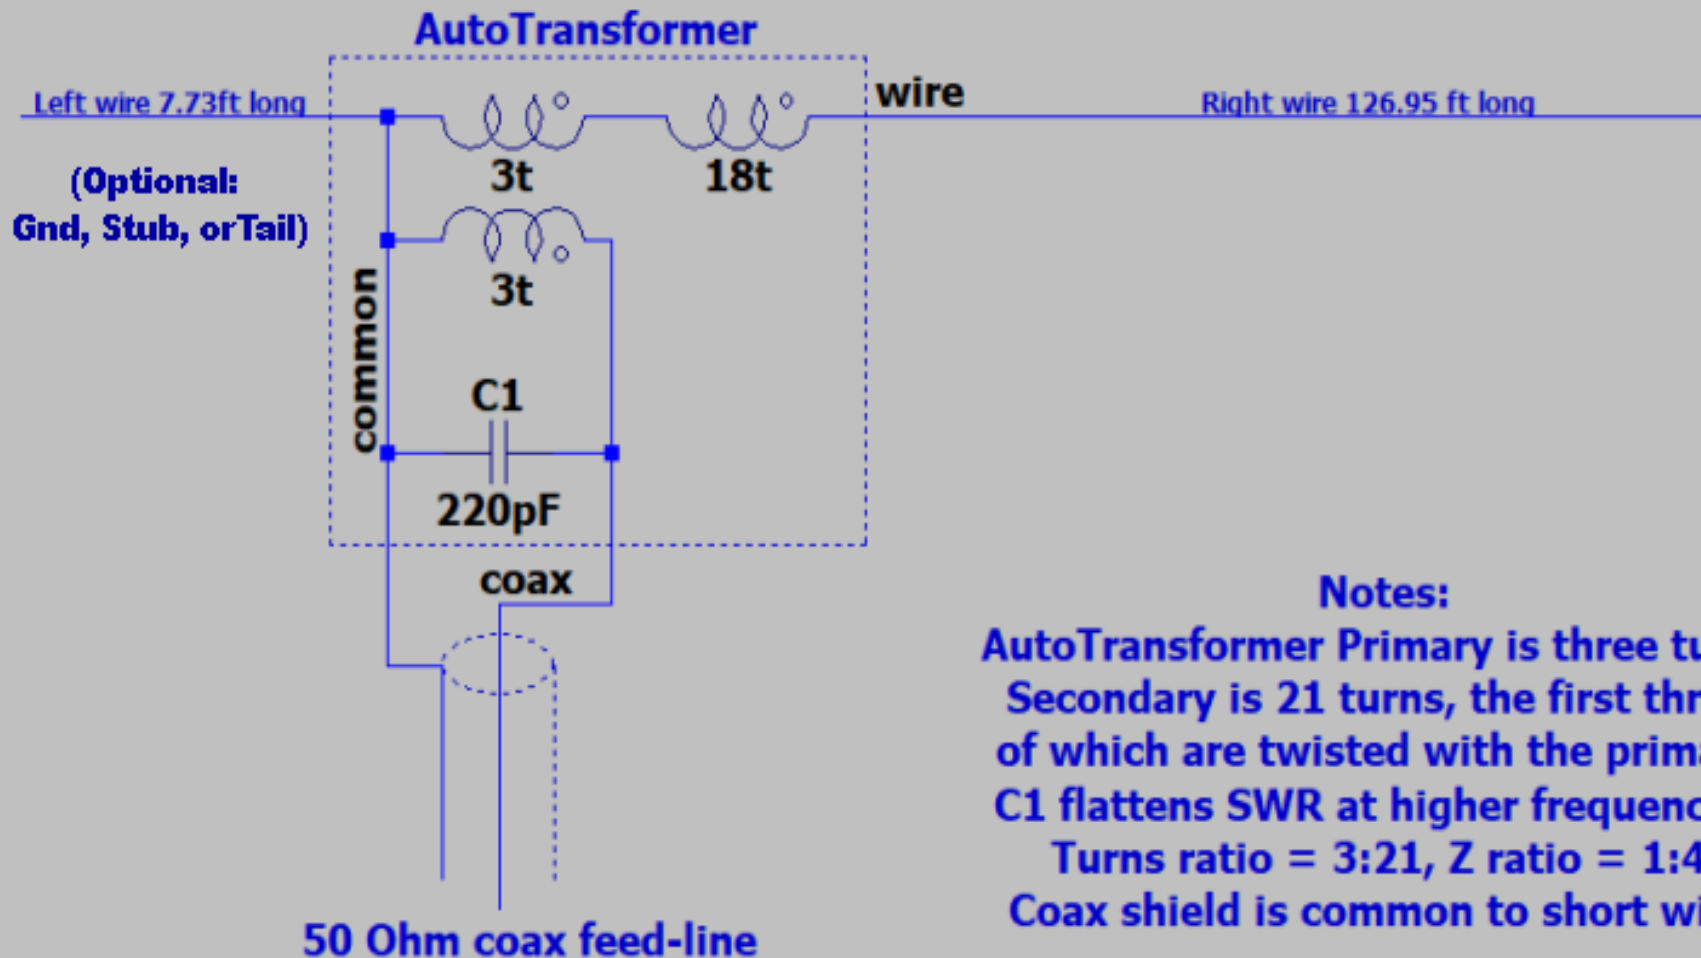 AutoTransformer
Left wire 7.73ft long
wire
Right wire 126.95 ft long
3t
18t
(Optional:
Gnd, Stub, orTail)
3t
common
C1
220pF
coax
50 Ohm coax feed-line
Notes:
AutoTransformer Primary is three
Secondary is 21 turns, the first
of which are twisted with the
C1 flattens SWR at higher
Turns ratio = 3:21, Z ratio = 1:4
Coax shield is common to short